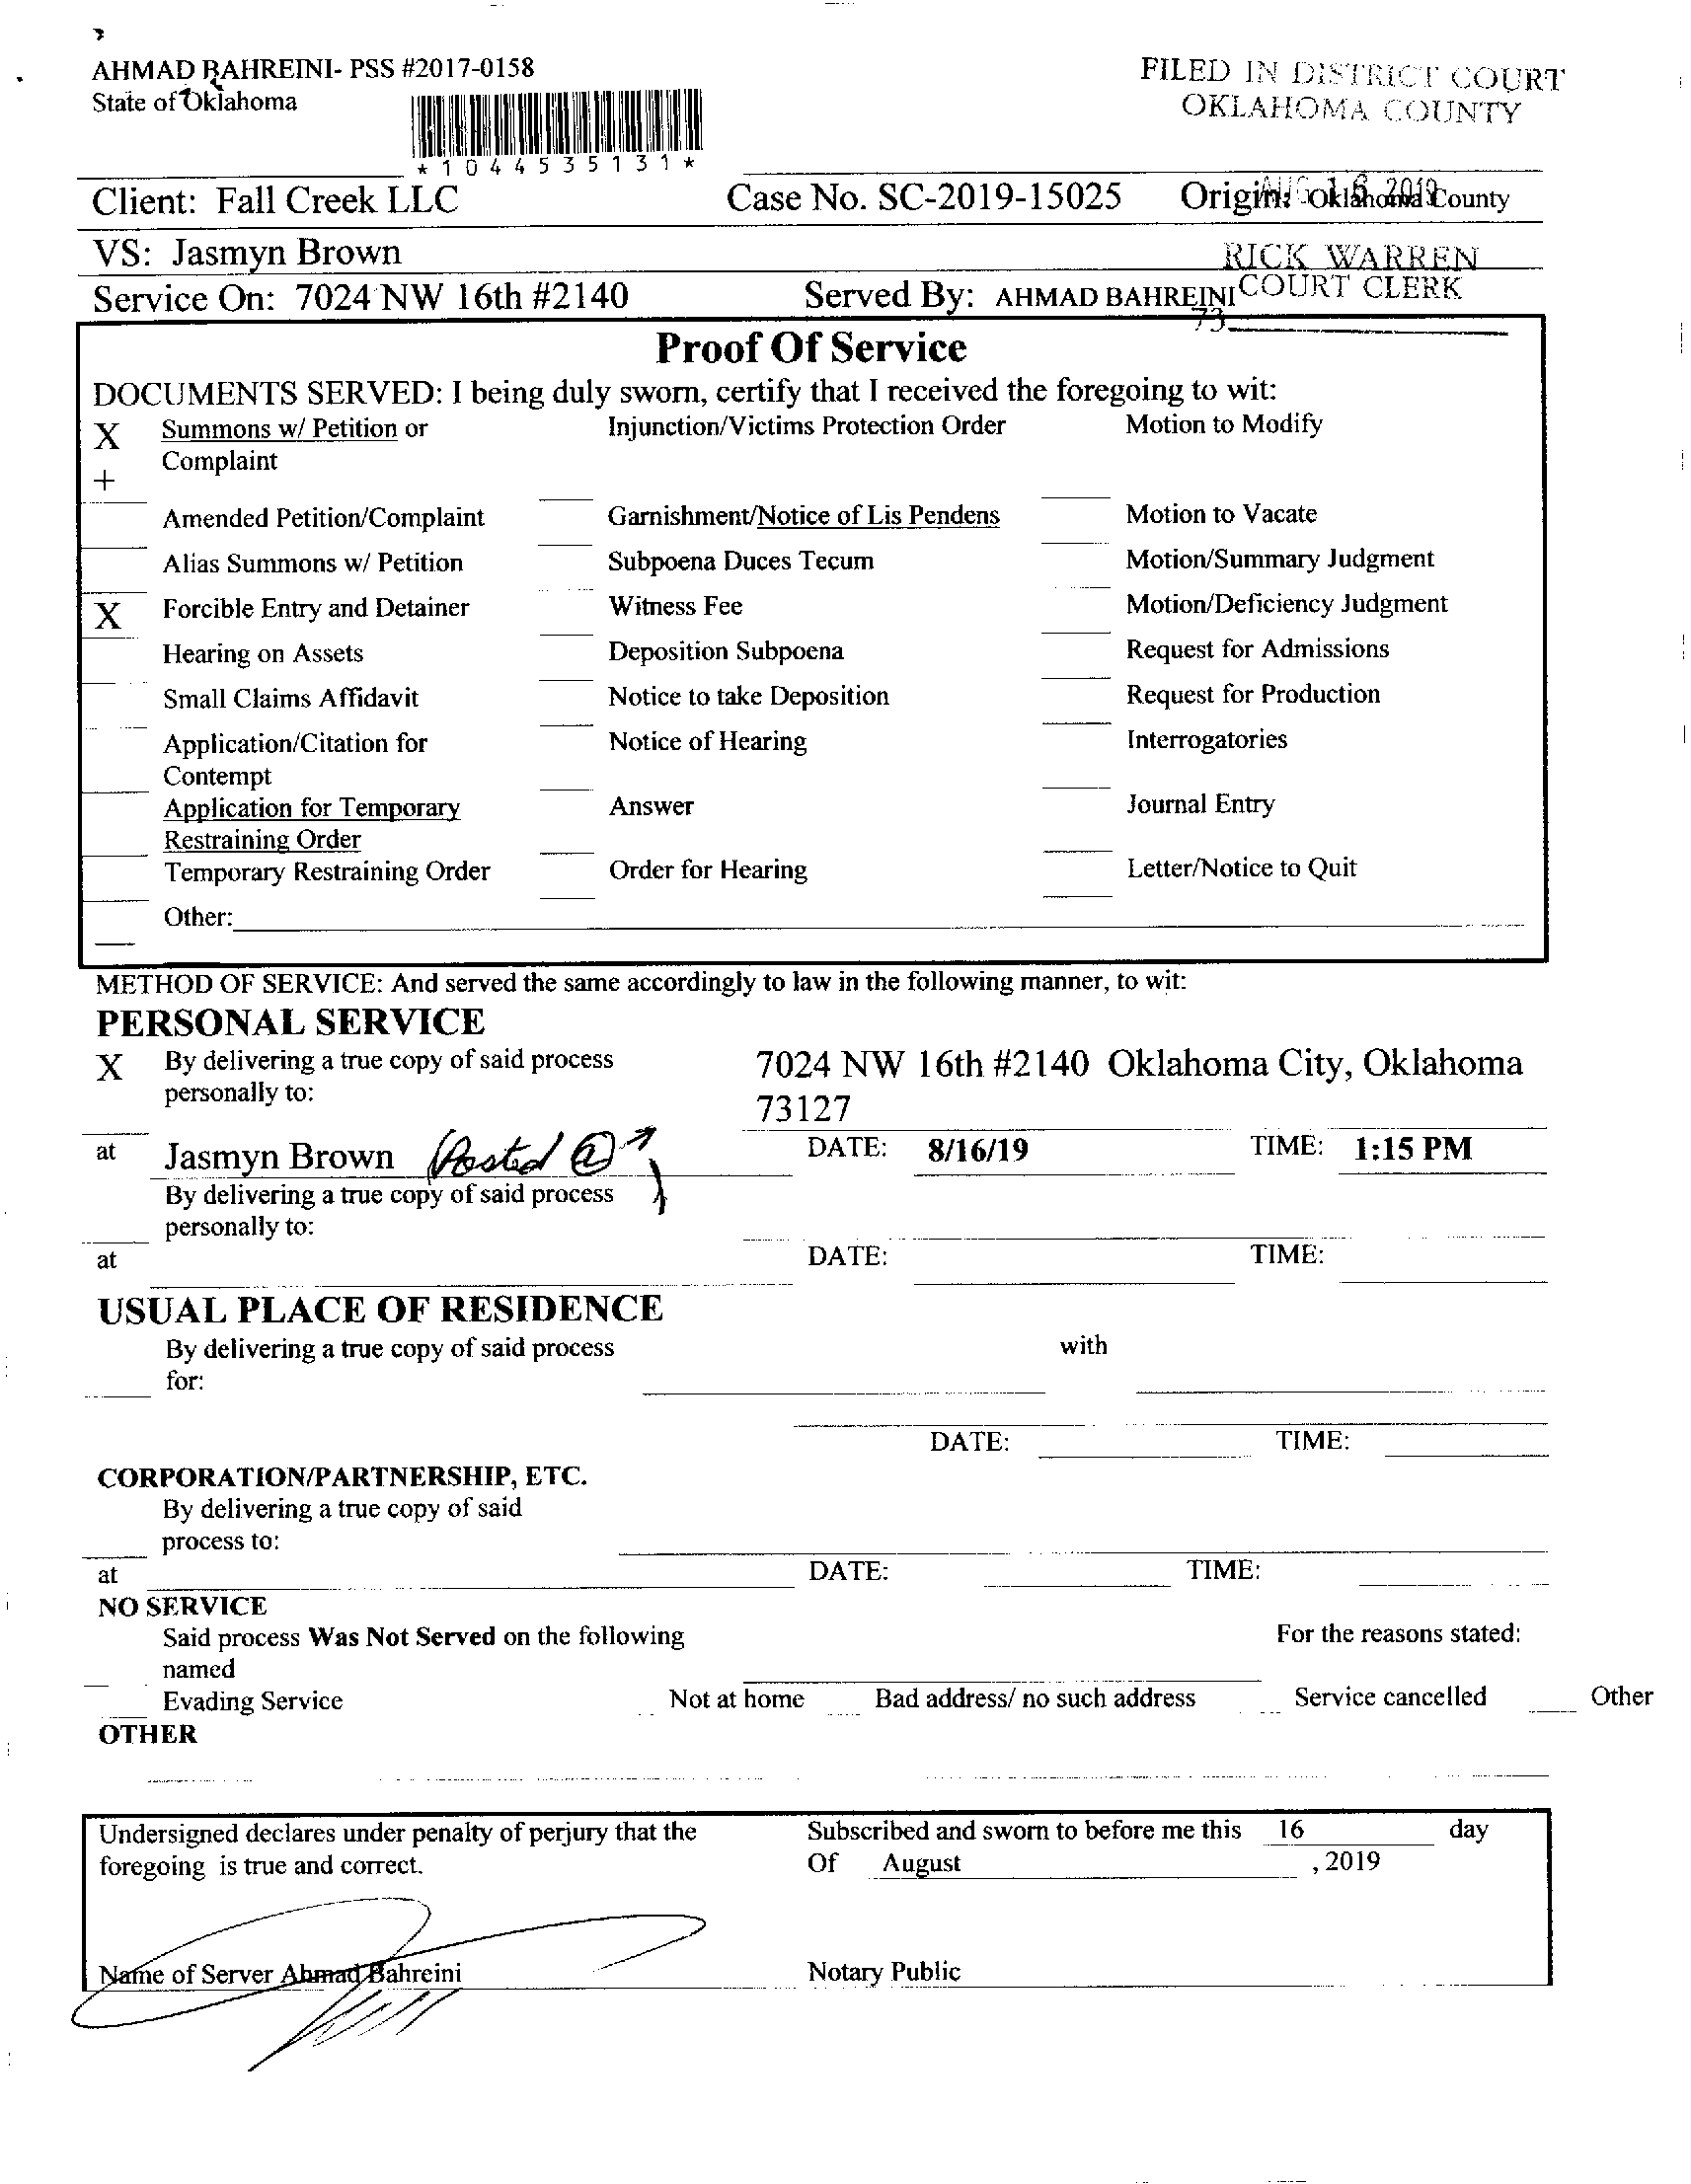 AHMAD BAHREINI- PSS #2017-0158
State of Oklahoma
FILED IN DISTRICT COURT
OKLAHOMA COUNTY
*1044535131*
Client: Fall Creek LLC Case No. SC-2019-15025 Origin: Oklahoma County
AUG 16 2019
VS: Jasmyn Brown
RICK WARREN
COURT CLERK
Service On: 7024 NW 16th #2140 Served By: AHMAD BAHREINI
73
Proof Of Service
DOCUMENTS SERVED: I being duly sworn, certify that I received the foregoing to wit:
X Summons w/ Petition or Injunction/Victims Protection Order Motion to Modify
Complaint
+
Amended Petition/Complaint Garnishment/Notice of Lis Pendens Motion to Vacate
Alias Summons w/ Petition Subpoena Duces Tecum Motion/Summary Judgment
X Forcible Entry and Detainer Witness Fee Motion/Deficiency Judgment
Hearing on Assets Deposition Subpoena Request for Admissions
Small Claims Affidavit Notice to take Deposition Request for Production
Application/Citation for Notice of Hearing Interrogatories
Contempt
Application for Temporary Answer Journal Entry
Restraining Order
Temporary Restraining Order Order for Hearing Letter/Notice to Quit
Other:
METHOD OF SERVICE: And served the same accordingly to law in the following manner, to wit:
PERSONAL SERVICE
X By delivering a true copy of said process 7024 NW 16th #2140 Oklahoma City, Oklahoma
personally to: 73127
at Jasmyn Brown Posted @ DATE: 8/16/19 TIME: 1:15 PM
By delivering a true copy of said process
personally to:
at DATE: TIME:
USUAL PLACE OF RESIDENCE
By delivering a true copy of said process with
for:
DATE: TIME:
CORPORATION/PARTNERSHIP, ETC.
By delivering a true copy of said
process to:
at DATE: TIME:
NO SERVICE
Said process Was Not Served on the following For the reasons stated:
named
Evading Service Not at home Bad address/ no such address Service cancelled Other
OTHER
Undersigned declares under penalty of perjury that the Subscribed and sworn to before me this 16 day
foregoing is true and correct. Of August , 2019
Name of Server Ahmad Bahreini Notary Public